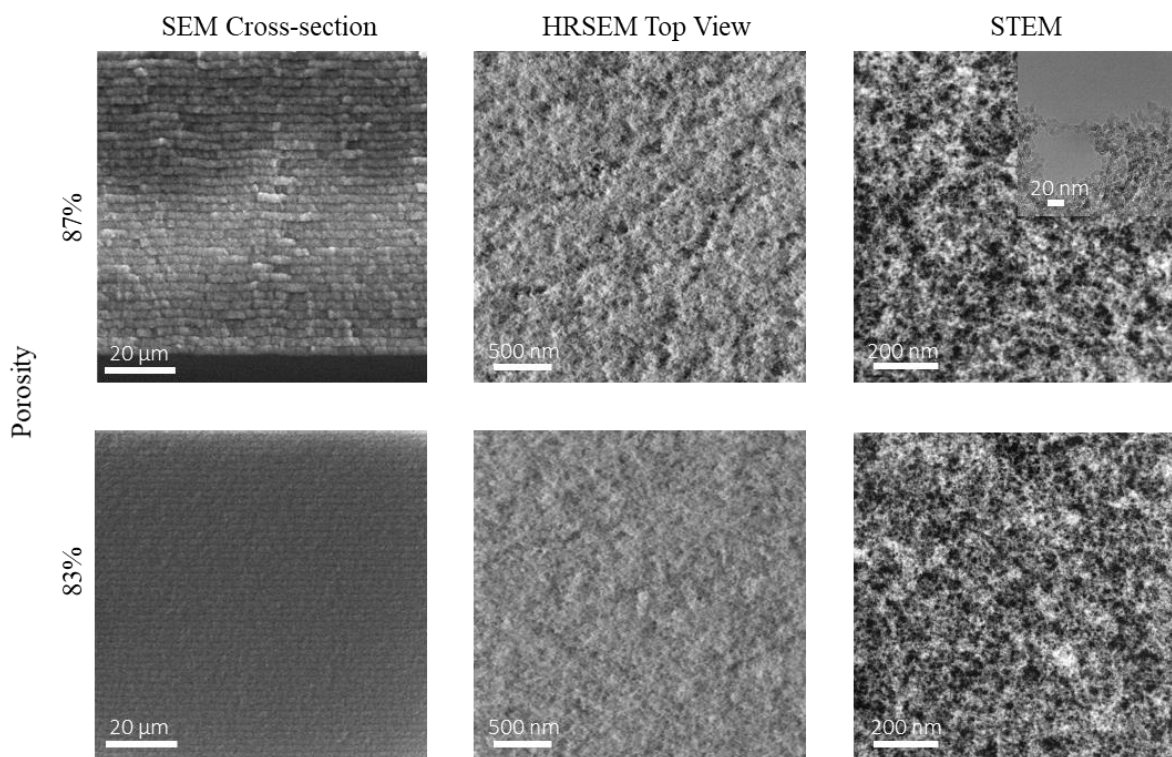 SEM Cross-section
HRSEM Top View
STEM
Porosity
87%
20 µm
500 nm
200 nm
20 nm
83%
20 µm
500 nm
200 nm